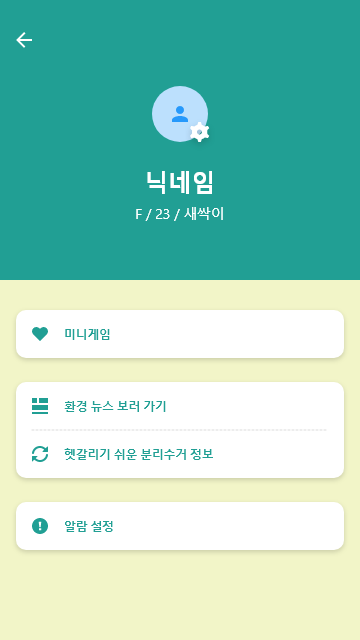 닉네임
F / 23 / 새싹이
미니게임
환경 뉴스 보러 가기
헷갈리기 쉬운 분리수거 정보
알람 설정